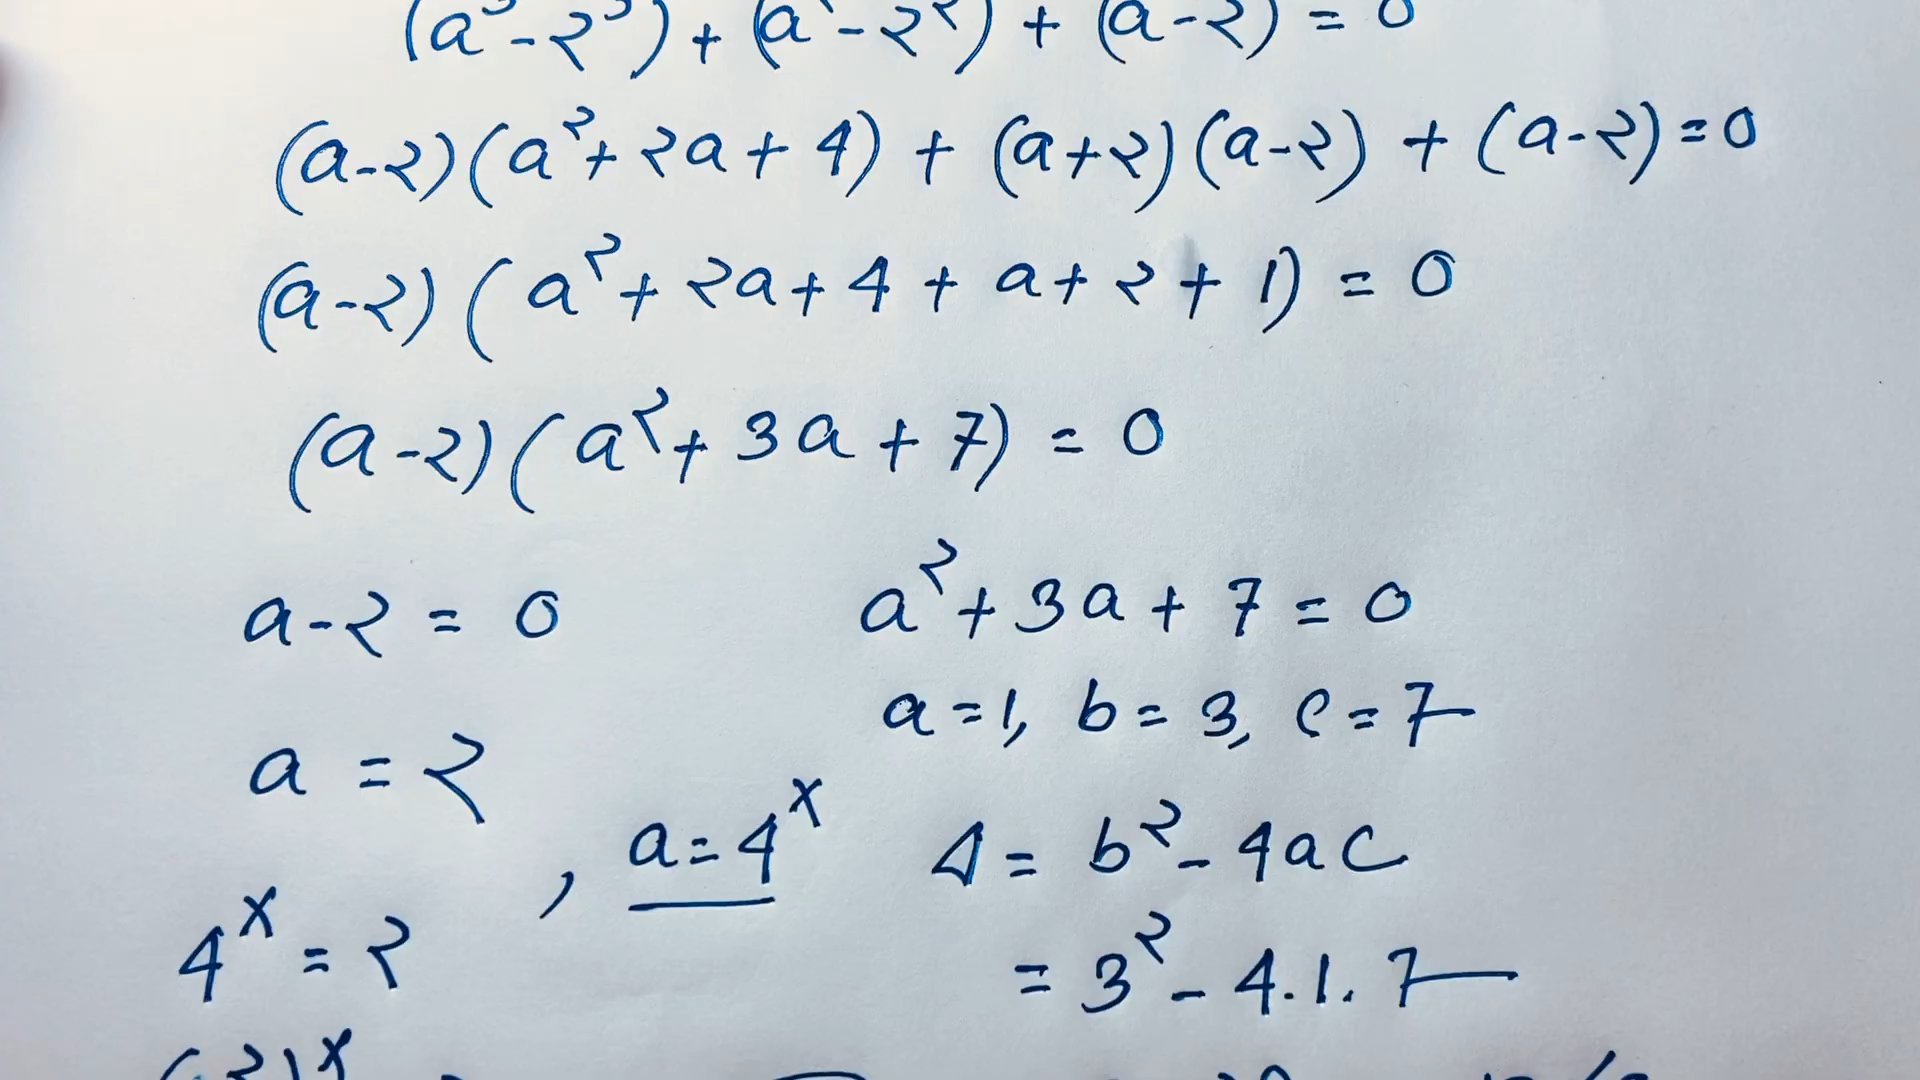 (a³-2³) + (a²-2²) + (a-2) = 0
(a-2)(a²+2a+4) + (a+2)(a-2) + (a-2)=0
(a-2)(a²+2a+4+a+2+1) = 0
(a-2)(a²+3a+7) = 0
a-2 = 0
a²+3a+7=0
a=1, b=3, c=7
a = 2
, a=4ˣ
Δ = b²-4ac
4ˣ = 2
= 3²-4.1.7